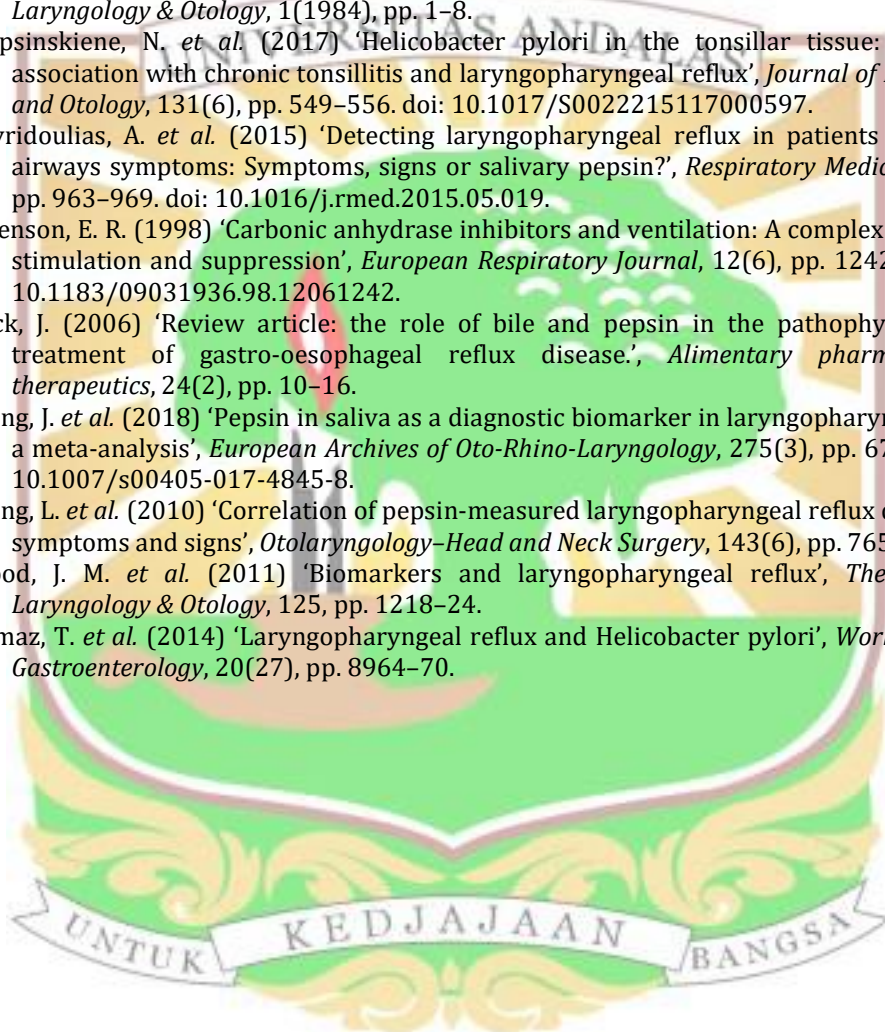 Laryngology & Otology, 1(1984), pp. 1–8.
UNIVERSITAS ANDALAS
psinskiene, N. et al. (2017) ‘Helicobacter pylori in the tonsillar tissue:
association with chronic tonsillitis and laryngopharyngeal reflux’, Journal of
and Otology, 131(6), pp. 549–556. doi: 10.1017/S0022215117000597.
yridoulias, A. et al. (2015) ‘Detecting laryngopharyngeal reflux in patients
airways symptoms: Symptoms, signs or salivary pepsin?’, Respiratory Medic
pp. 963–969. doi: 10.1016/j.rmed.2015.05.019.
enson, E. R. (1998) ‘Carbonic anhydrase inhibitors and ventilation: A complex
stimulation and suppression’, European Respiratory Journal, 12(6), pp. 1242
10.1183/09031936.98.12061242.
ck, J. (2006) ‘Review article: the role of bile and pepsin in the pathophy
treatment of gastro-oesophageal reflux disease.’, Alimentary pharm
therapeutics, 24(2), pp. 10–16.
ng, J. et al. (2018) ‘Pepsin in saliva as a diagnostic biomarker in laryngophary
a meta-analysis’, European Archives of Oto-Rhino-Laryngology, 275(3), pp. 67
10.1007/s00405-017-4845-8.
ng, L. et al. (2010) ‘Correlation of pepsin-measured laryngopharyngeal reflux
symptoms and signs’, Otolaryngology–Head and Neck Surgery, 143(6), pp. 765
od, J. M. et al. (2011) ‘Biomarkers and laryngopharyngeal reflux’, The
Laryngology & Otology, 125, pp. 1218–24.
maz, T. et al. (2014) ‘Laryngopharyngeal reflux and Helicobacter pylori’, Wor
Gastroenterology, 20(27), pp. 8964–70.
UNTUK KEDJAJAAN BANGSA